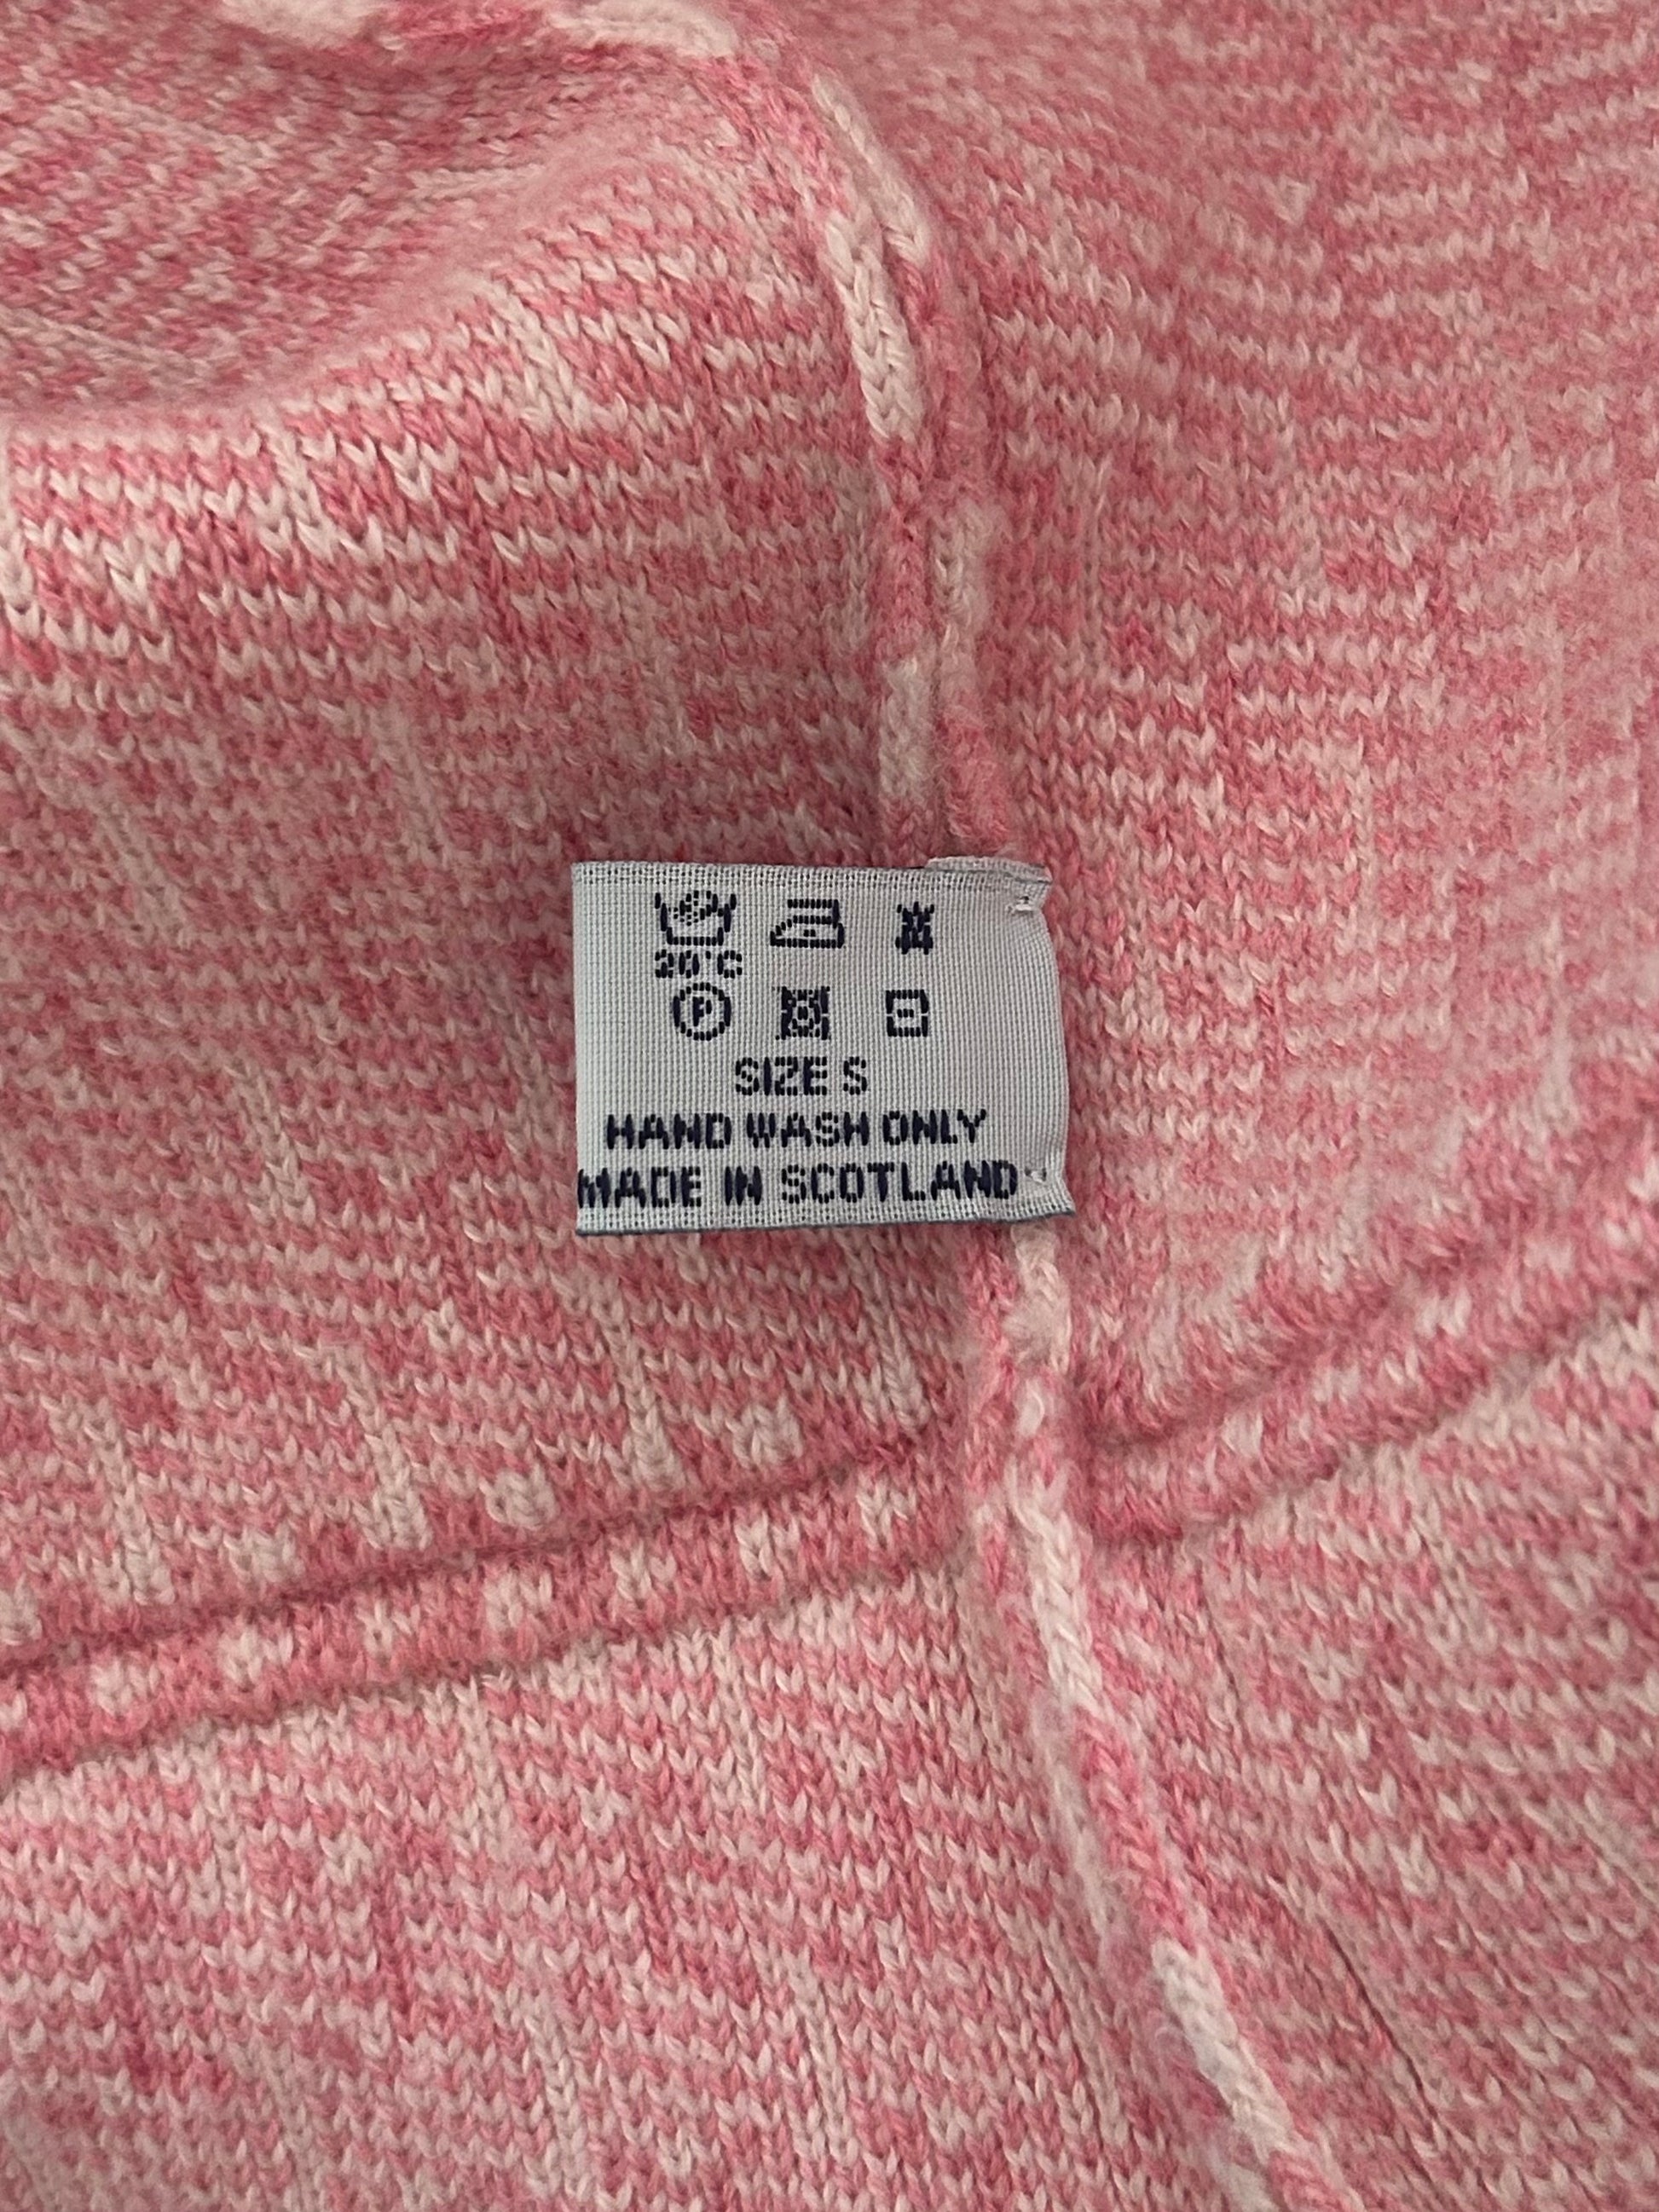 20°C
P
SIZE S
HAND WASH ONLY
MADE IN SCOTLAND